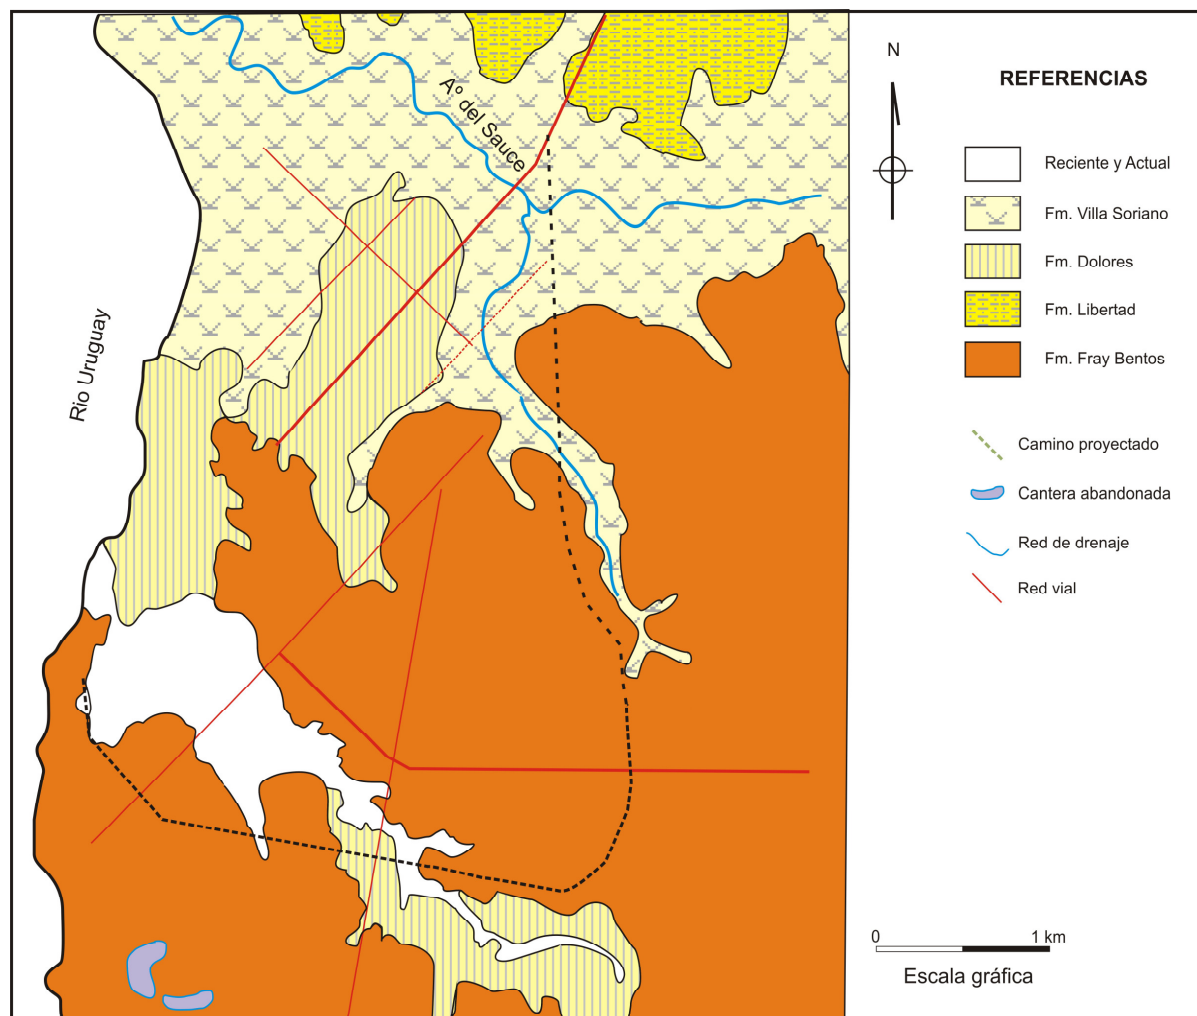 Aº del Sauce
Rio Uruguay
N
REFERENCIAS
Reciente y Actual
Fm. Villa Soriano
Fm. Dolores
Fm. Libertad
Fm. Fray Bentos
Camino proyectado
Cantera abandonada
Red de drenaje
Red vial
0 1 km
Escala gráfica